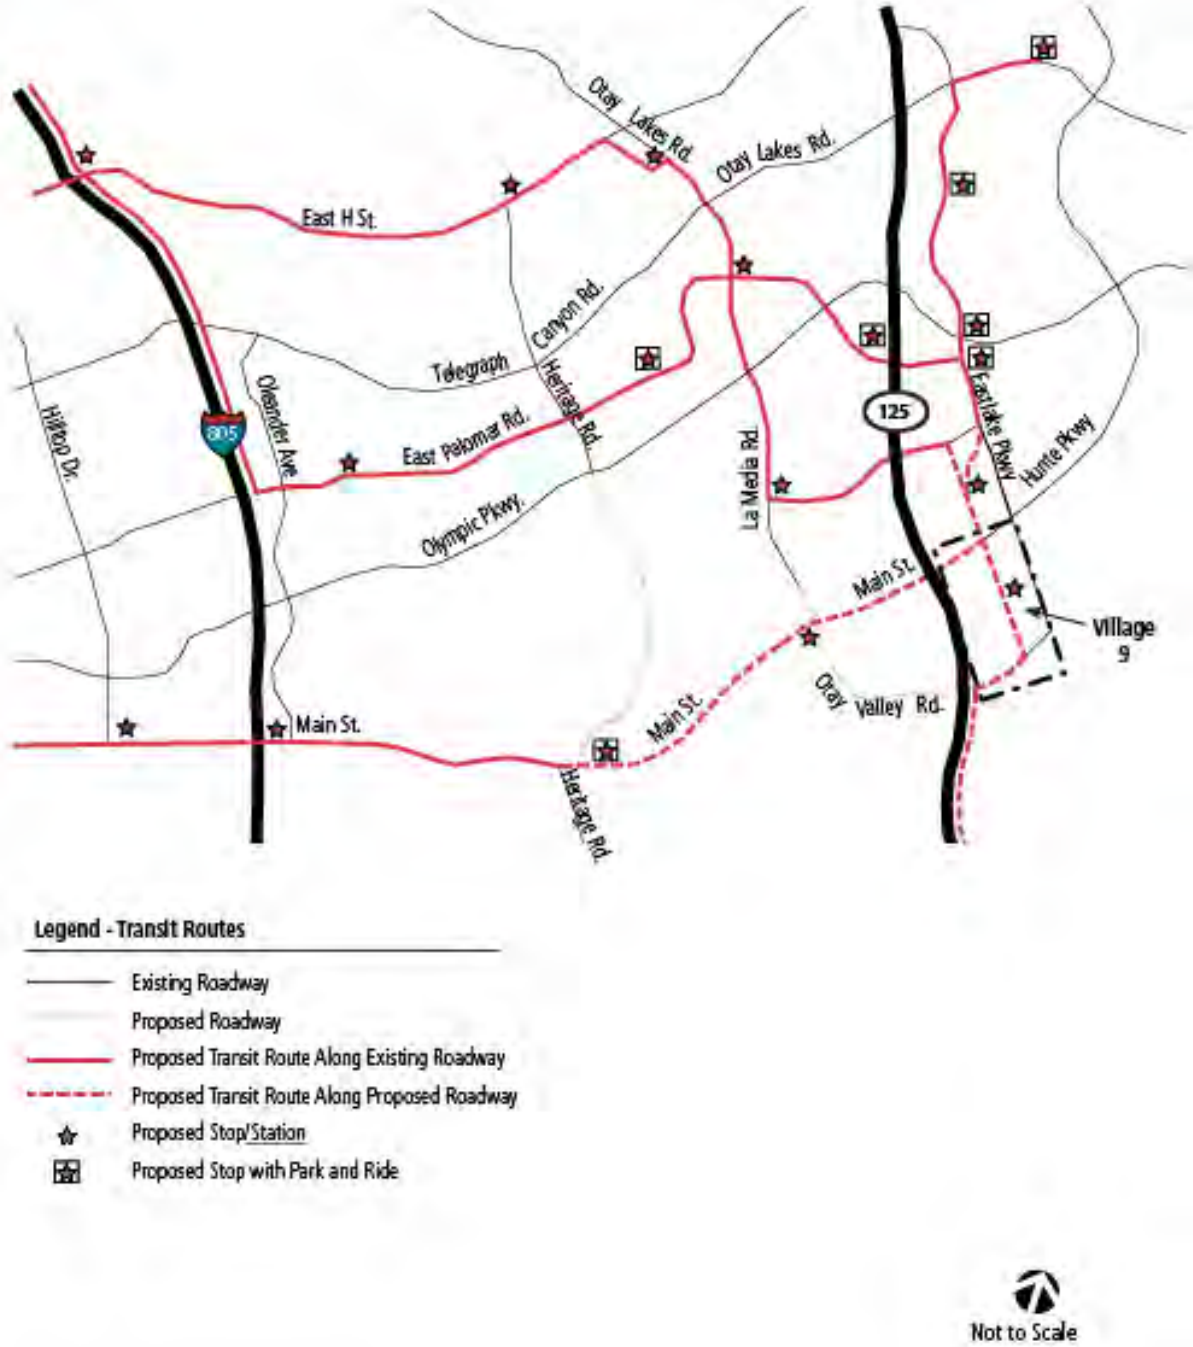 Otay Lakes Rd.
Otay Lakes Rd.
East H St.
Canyon Rd.
Telegraph
Heritage Rd.
Oleander Ave.
Hilltop Dr.
805
125
East Palomar Rd.
Eastlake Pkwy
Hunte Pkwy
La Media Rd.
Olympic Pkwy.
Main St.
Village
9
Otay Valley Rd.
Main St.
Main St.
Heritage Rd.
Legend - Transit Routes
Existing Roadway
Proposed Roadway
Proposed Transit Route Along Existing Roadway
Proposed Transit Route Along Proposed Roadway
Proposed Stop/Station
Proposed Stop with Park and Ride
Not to Scale